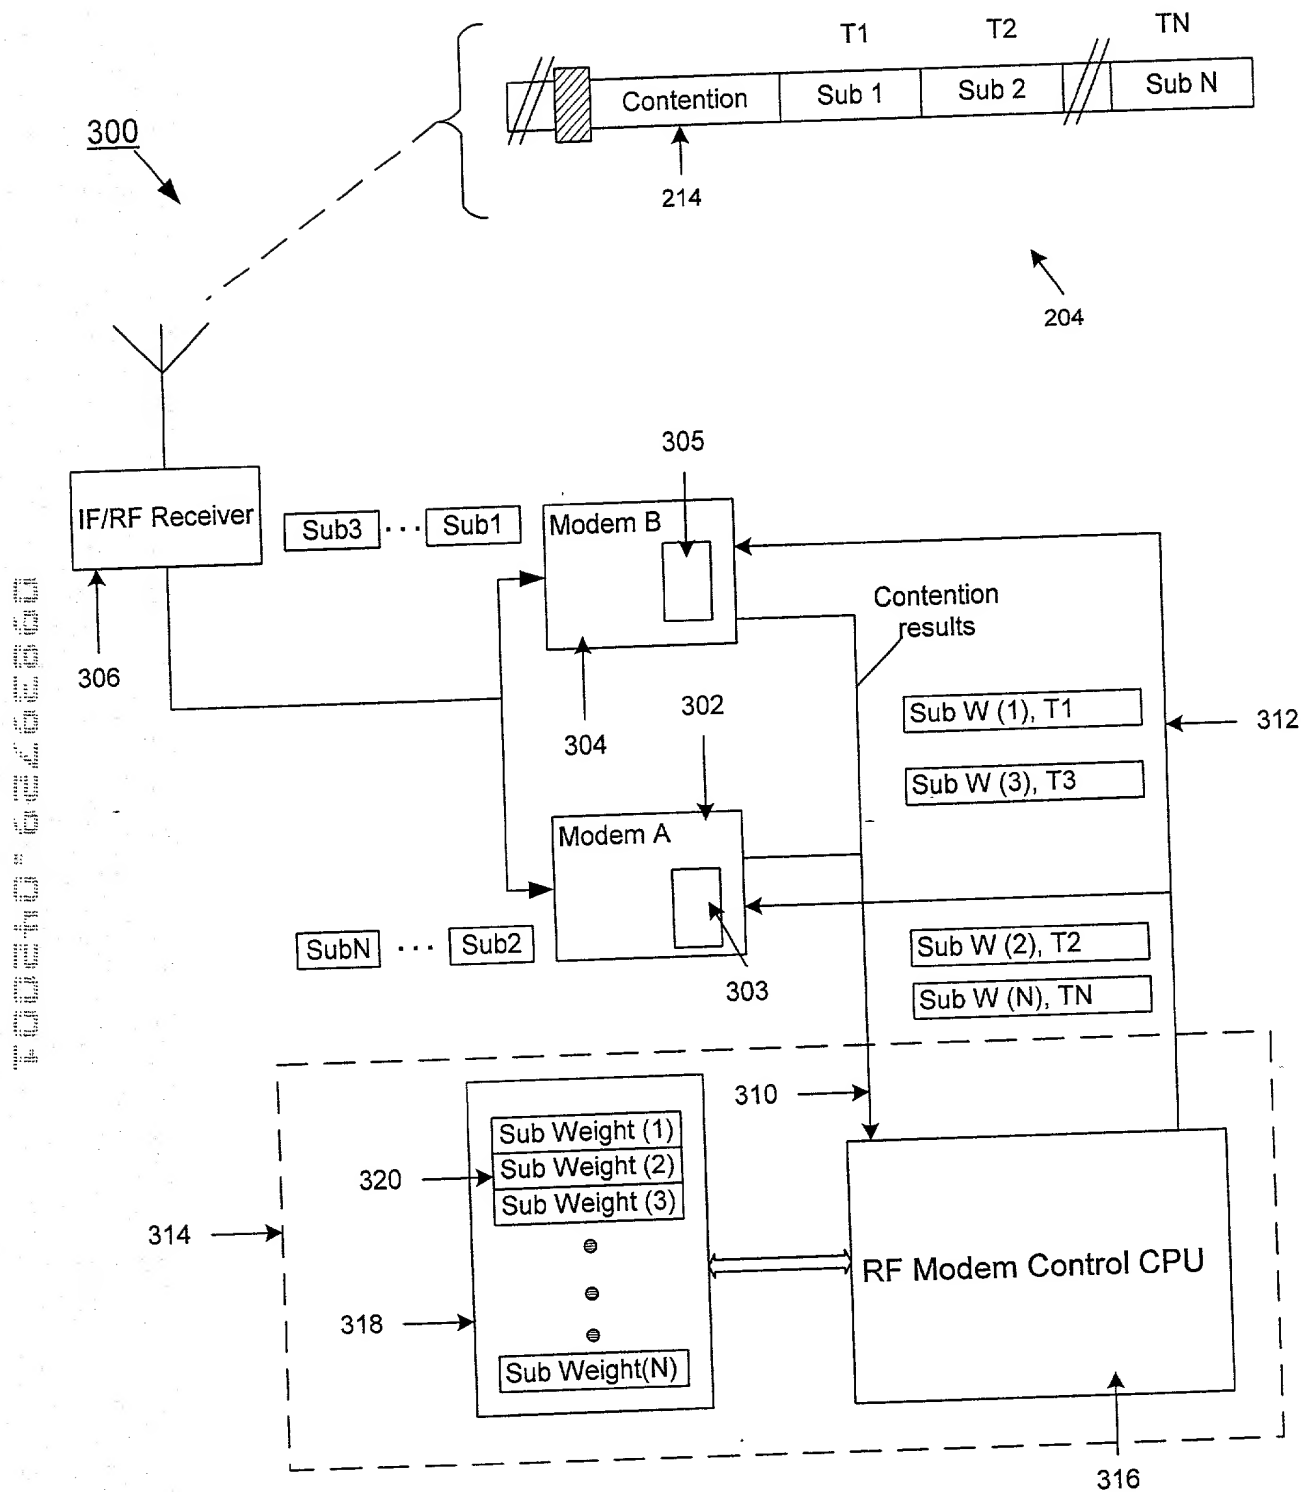 T1 T2 TN
Contention Sub 1 Sub 2 Sub N
300
214
204
305
IF/RF Receiver
Sub3 ... Sub1
Modem B
Contention
results
306
304
302
Sub W (1), T1
312
Sub W (3), T3
Modem A
SubN ... Sub2
303
Sub W (2), T2
Sub W (N), TN
310
Sub Weight (1)
320
Sub Weight (2)
Sub Weight (3)
314
RF Modem Control CPU
318
Sub Weight(N)
316